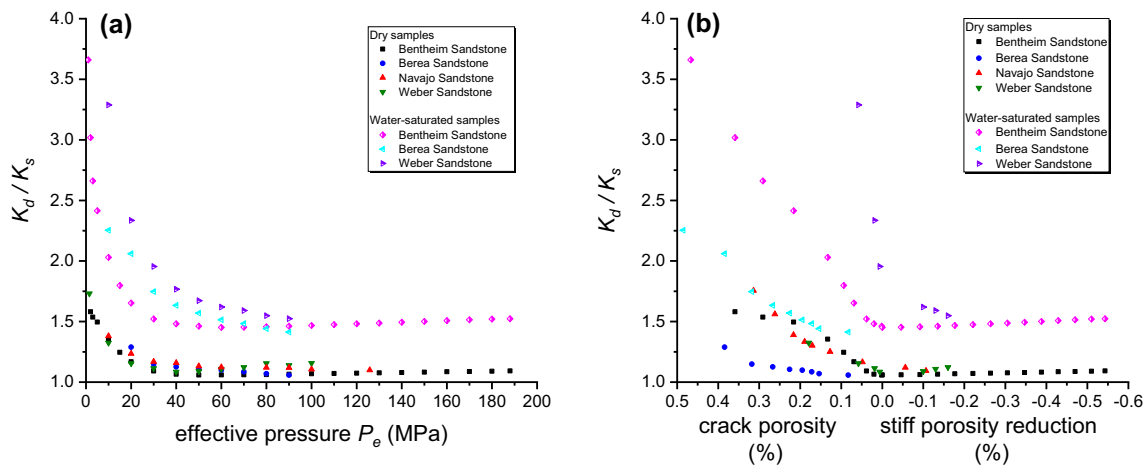 (a)
4.0
3.5
3.0
2.5
2.0
1.5
1.0
K_d / K_s
Dry samples
Bentheim Sandstone
Berea Sandstone
Navajo Sandstone
Weber Sandstone
Water-saturated samples
Bentheim Sandstone
Berea Sandstone
Weber Sandstone
0 20 40 60 80 100 120 140 160 180 200
effective pressure P_e (MPa)
(b)
4.0
3.5
3.0
2.5
2.0
1.5
1.0
K_d / K_s
Dry samples
Bentheim Sandstone
Berea Sandstone
Navajo Sandstone
Weber Sandstone
Water-saturated samples
Bentheim Sandstone
Berea Sandstone
Weber Sandstone
0.5 0.4 0.3 0.2 0.1 0.0 -0.1 -0.2 -0.3 -0.4 -0.5 -0.6
crack porosity
(%)
stiff porosity reduction
(%)